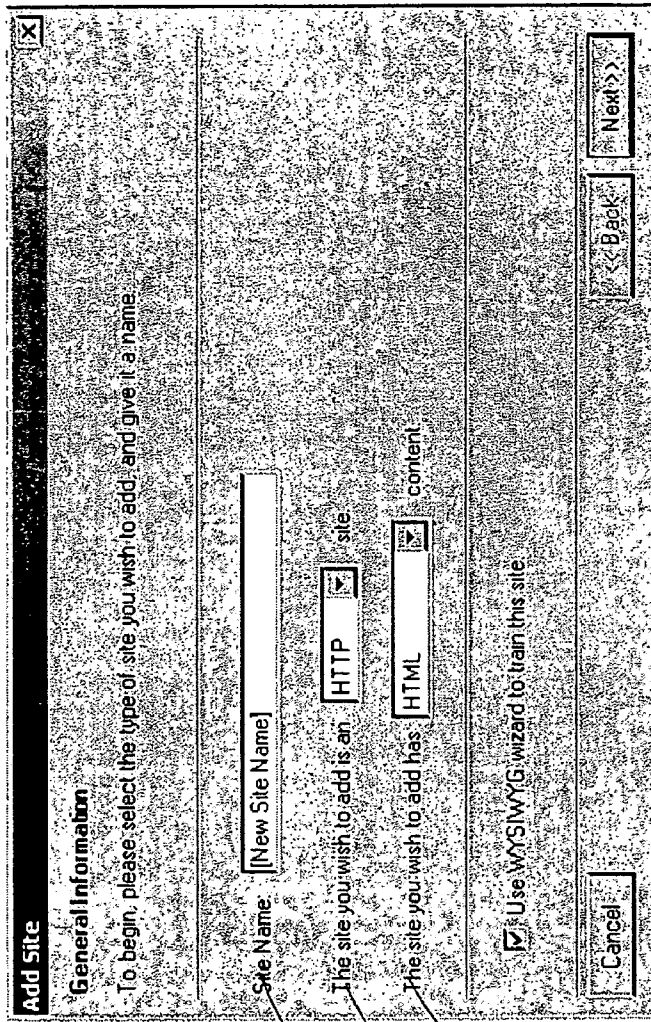 Add Site
General Information
To begin, please select the type of site you wish to add, and give it a name.
Site Name: [New Site Name]
The site you wish to add is an HTTP site.
The site you wish to add has HTML content.
Use WYSIWYG wizard to train this site.
Cancel << Back Next >>